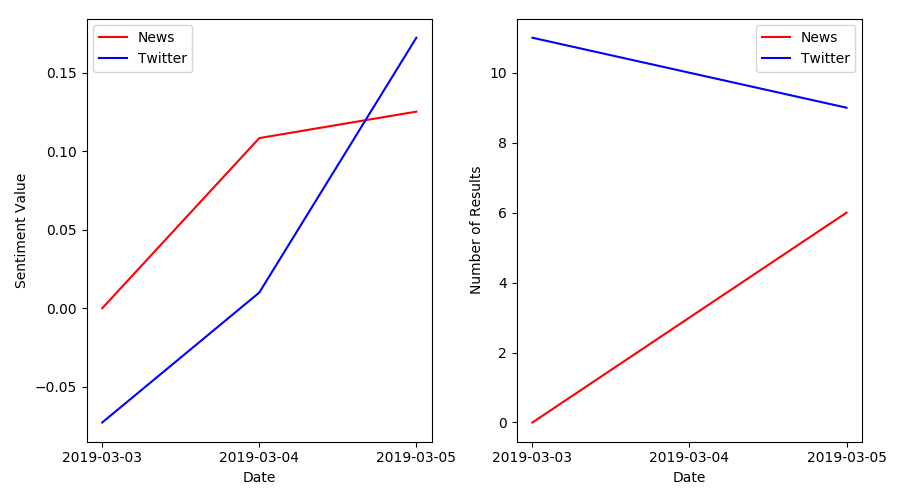 News
Twitter
0.15
0.10
0.05
0.00
−0.05
Sentiment Value
2019-03-03 2019-03-04 2019-03-05
Date
News
Twitter
10
8
6
4
2
0
Number of Results
2019-03-03 2019-03-04 2019-03-05
Date